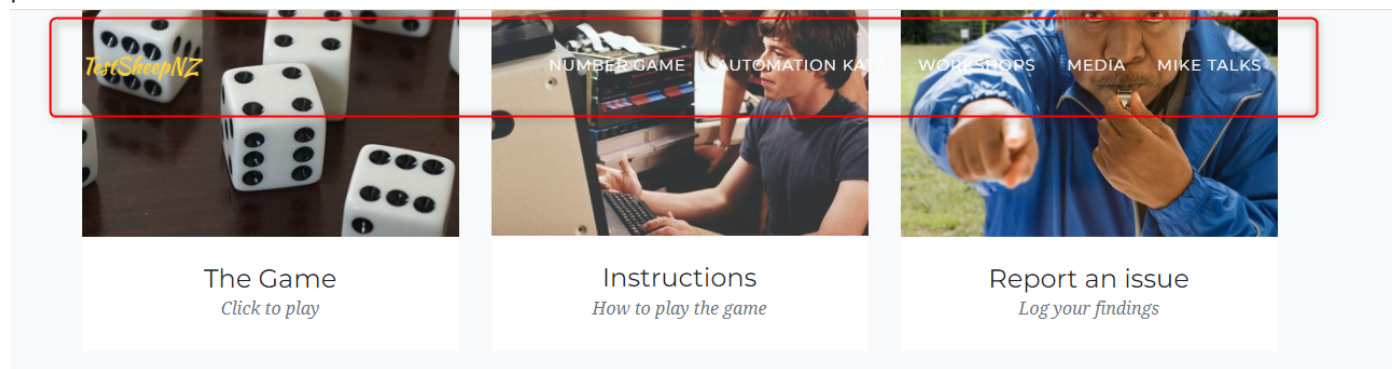 TestSheepNZ
NUMBER GAME AUTOMATION KATA WORKSHOPS MEDIA MIKE TALKS
The Game
Click to play
Instructions
How to play the game
Report an issue
Log your findings